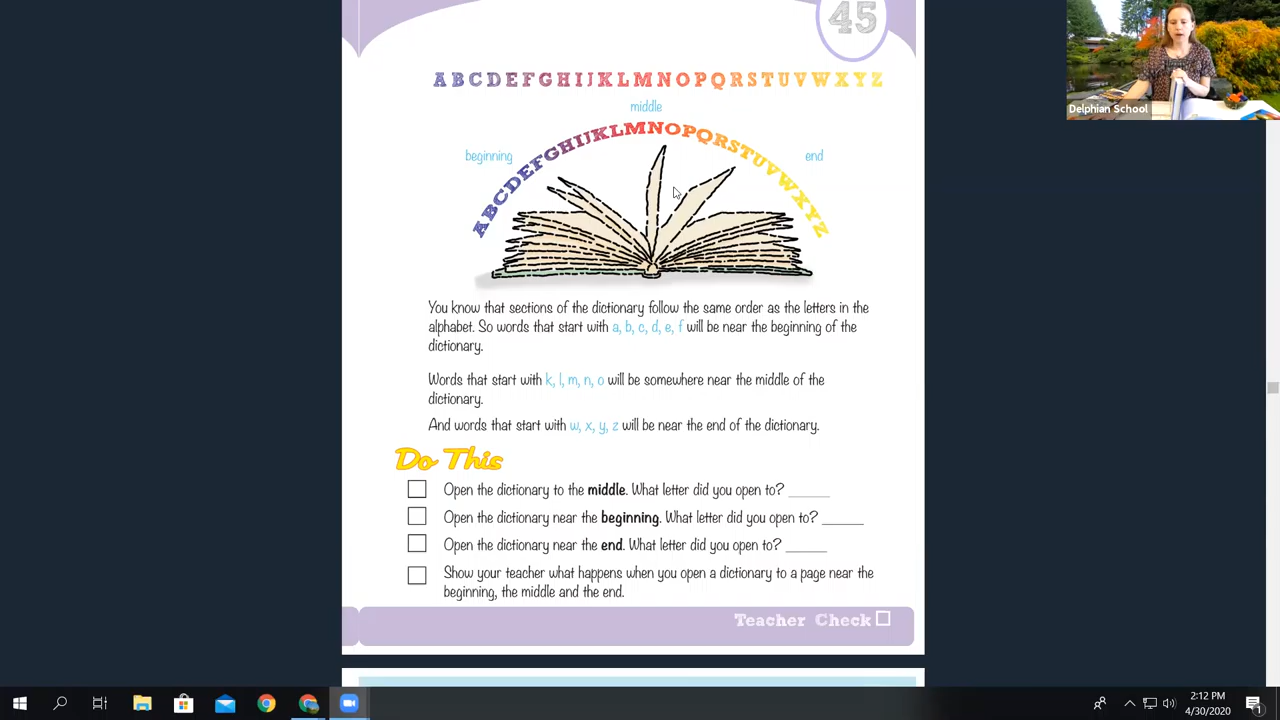 45
Delphian School
A B C D E F G H I J K L M N O P Q R S T U V W X Y Z
middle
ABCDEFGHIJKLMNOPQRSTUVWXYZ
beginning
end
You know that sections of the dictionary follow the same order as the letters in the
alphabet. So words that start with a, b, c, d, e, f will be near the beginning of the
dictionary.
Words that start with k, l, m, n, o will be somewhere near the middle of the
dictionary.
And words that start with w, x, y, z will be near the end of the dictionary.
Do This
Open the dictionary to the middle. What letter did you open to? ______
Open the dictionary near the beginning. What letter did you open to? ______
Open the dictionary near the end. What letter did you open to? ______
Show your teacher what happens when you open a dictionary to a page near the
beginning, the middle and the end.
Teacher Check
2:12 PM
4/30/2020
1